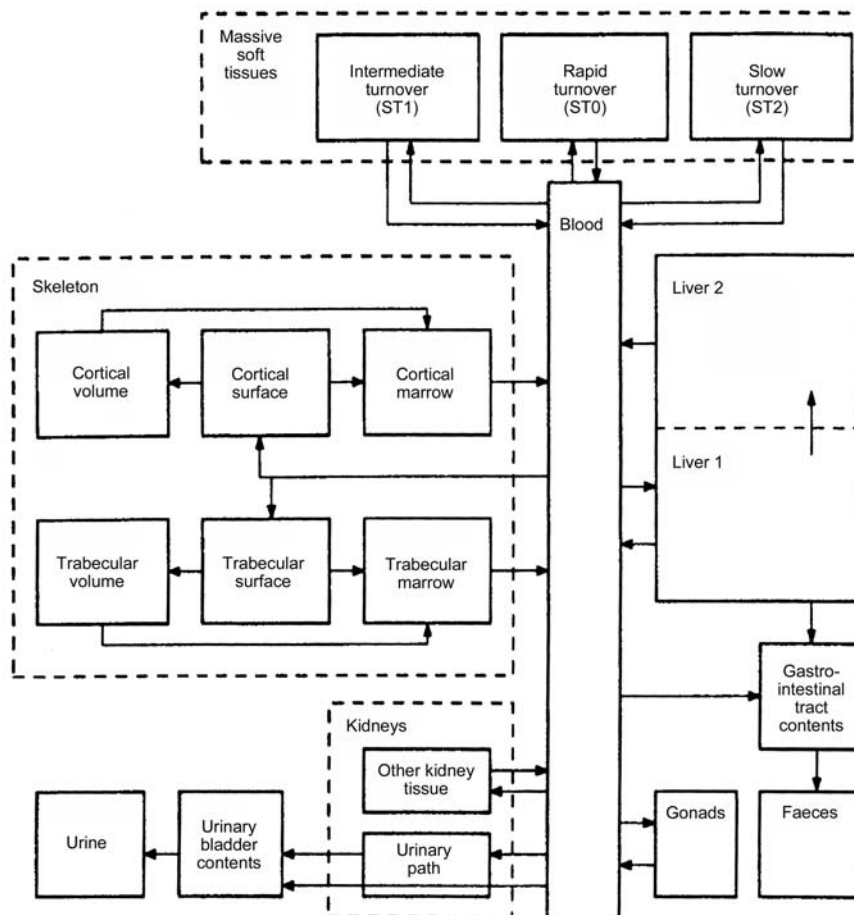 Massive
soft
tissues
Intermediate
turnover
(ST1)
Rapid
turnover
(ST0)
Slow
turnover
(ST2)
Blood
Skeleton
Cortical
volume
Cortical
surface
Cortical
marrow
Trabecular
volume
Trabecular
surface
Trabecular
marrow
Liver 2
Liver 1
Gastro-
intestinal
tract
contents
Kidneys
Other kidney
tissue
Urinary
path
Urinary
bladder
contents
Urine
Gonads
Faeces